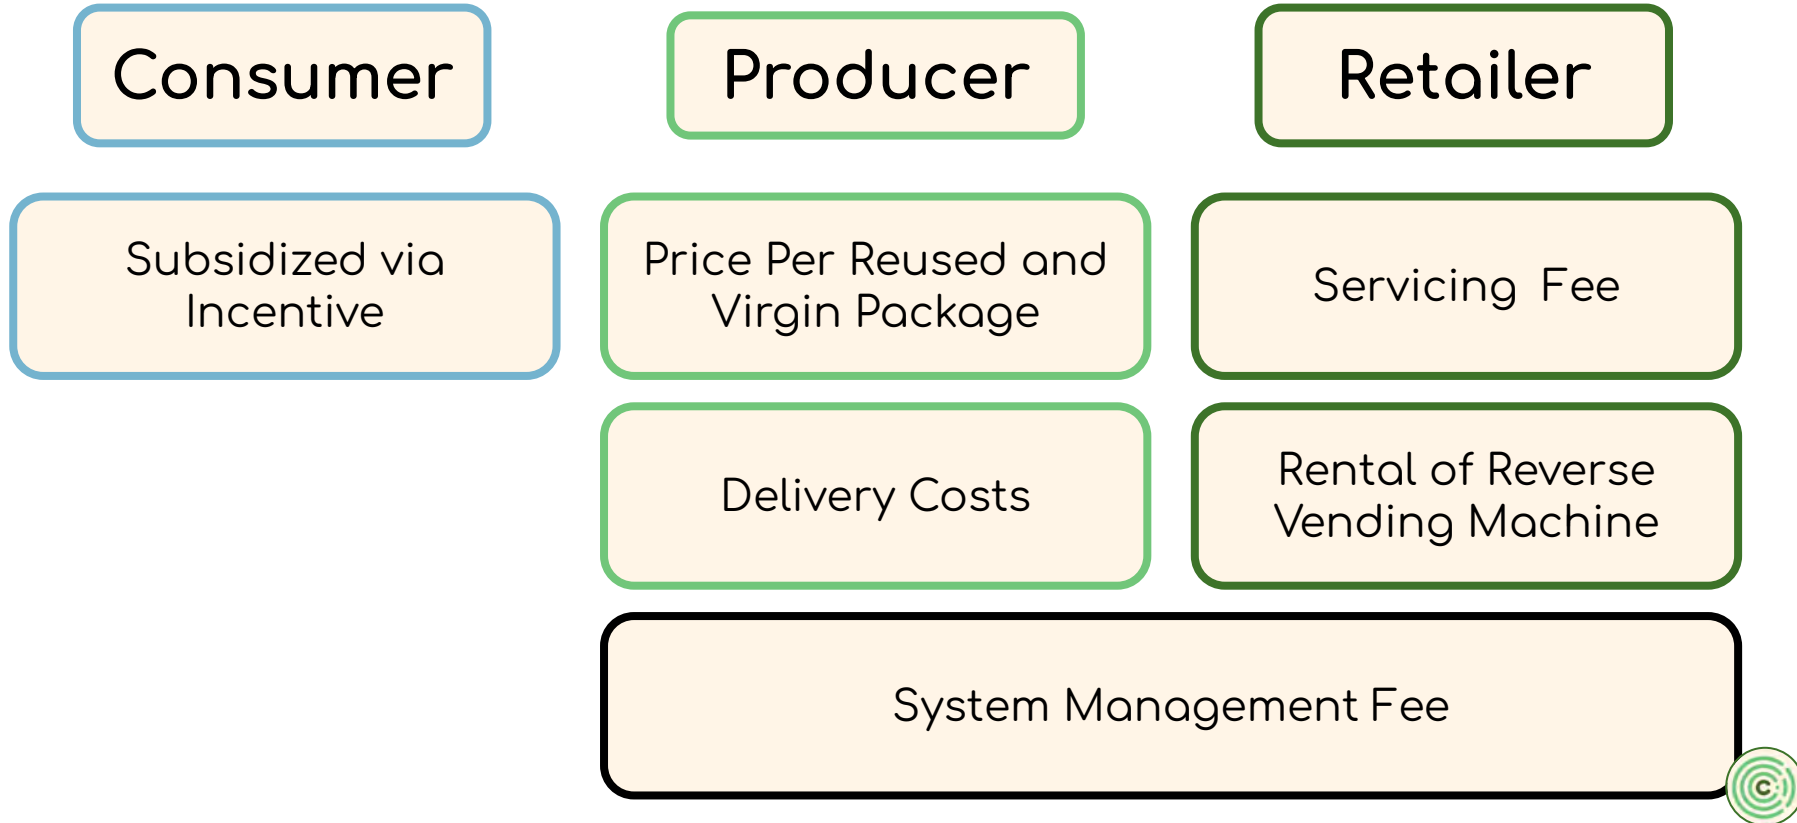 Consumer
Producer
Retailer
Subsidized via
Incentive
Price Per Reused and
Virgin Package
Servicing  Fee
Delivery Costs
Rental of Reverse
Vending Machine
System Management Fee
C